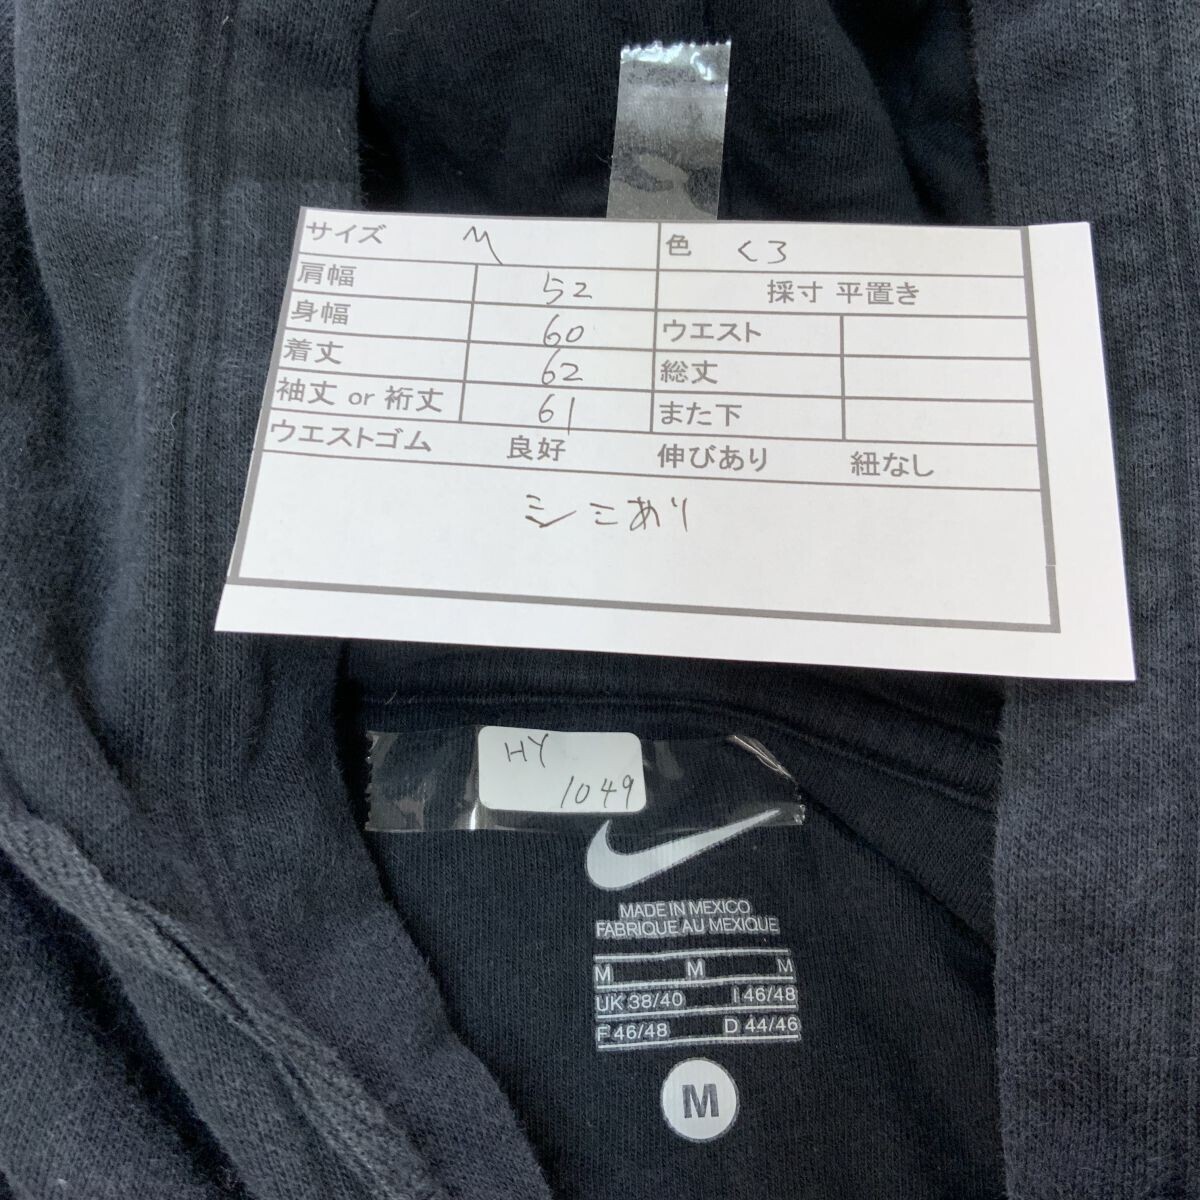 サイズ M 色 くろ
肩幅 52 採寸 平置き
身幅 60 ウエスト
着丈 62 総丈
袖丈 or 裄丈 61 また下
ウエストゴム 良好 伸びあり 紐なし
シミあり
HY
1049
MADE IN MEXICO
FABRIQUE AU MEXIQUE
M M M
UK 38/40 I 46/48
F 46/48 D 44/46
M